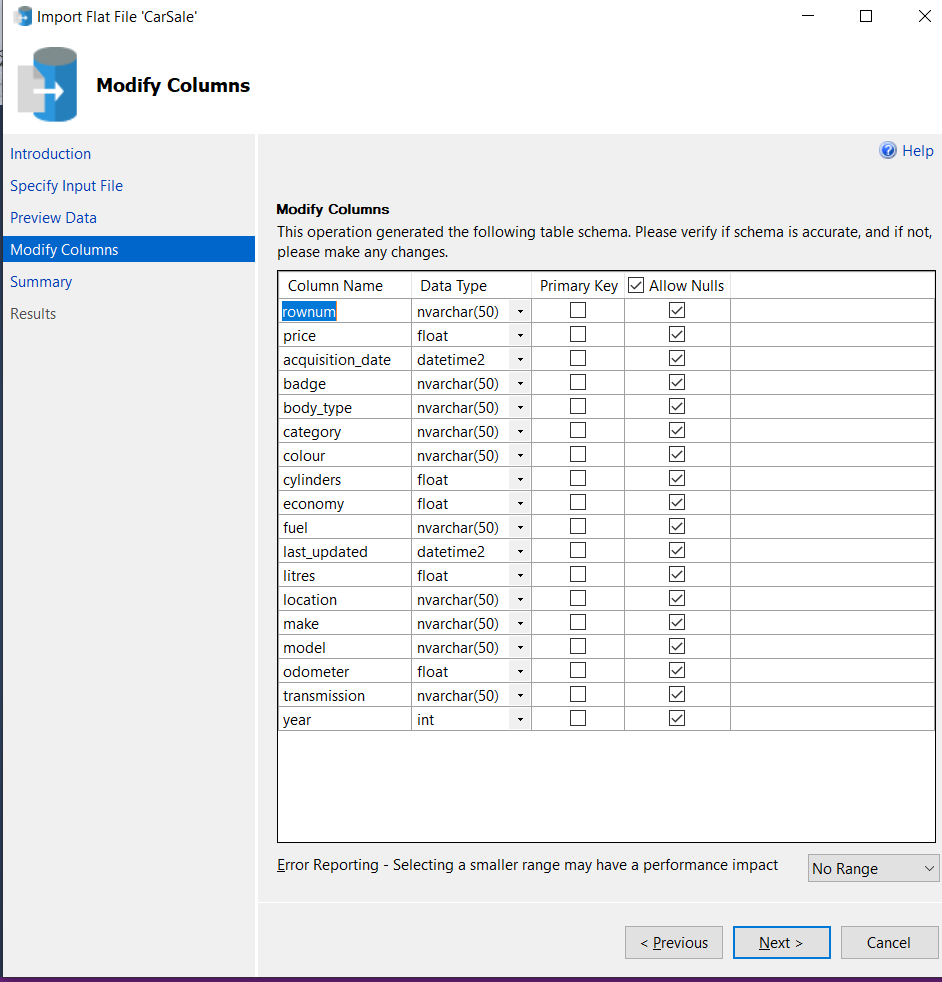 Import Flat File 'CarSale'
Modify Columns
Introduction
Specify Input File
Preview Data
Modify Columns
Summary
Results
Help
Modify Columns
This operation generated the following table schema. Please verify if schema is accurate, and if not,
please make any changes.
Column Name Data Type Primary Key Allow Nulls
rownum nvarchar(50)
price float
acquisition_date datetime2
badge nvarchar(50)
body_type nvarchar(50)
category nvarchar(50)
colour nvarchar(50)
cylinders float
economy float
fuel nvarchar(50)
last_updated datetime2
litres float
location nvarchar(50)
make nvarchar(50)
model nvarchar(50)
odometer float
transmission nvarchar(50)
year int
Error Reporting - Selecting a smaller range may have a performance impact No Range
< Previous Next > Cancel